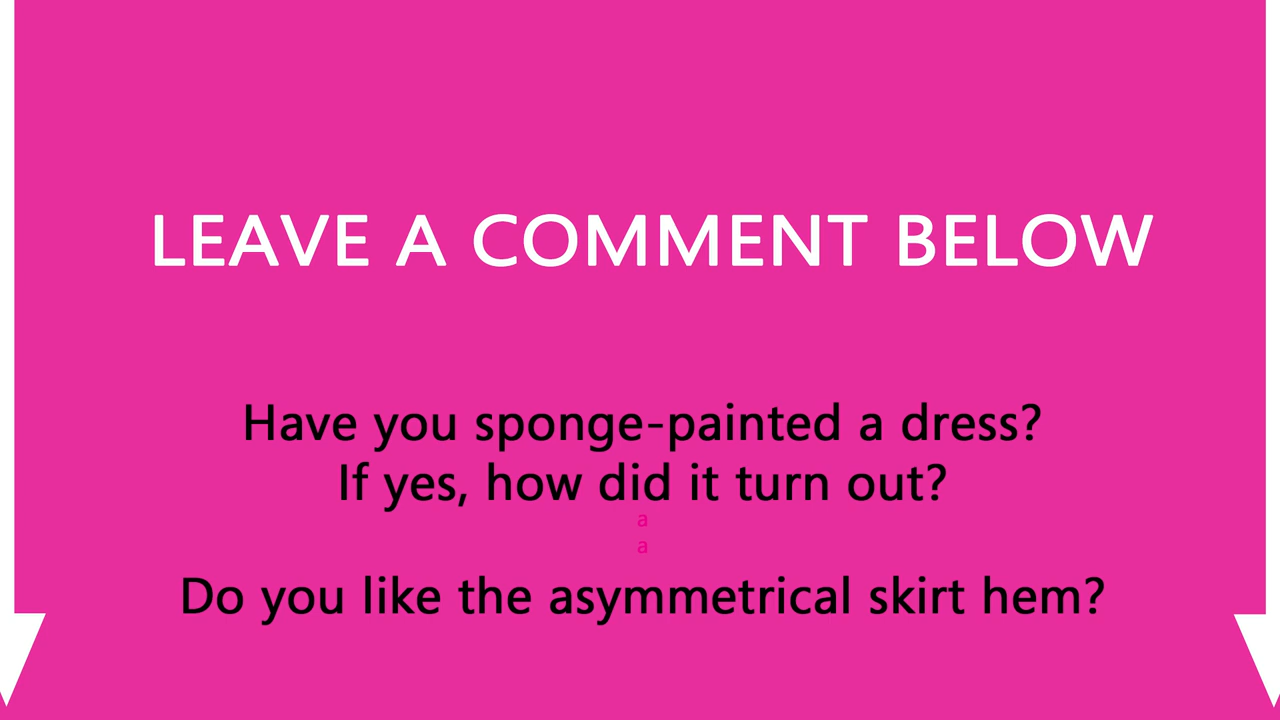 LEAVE A COMMENT BELOW
Have you sponge-painted a dress?
If yes, how did it turn out?
a
a
Do you like the asymmetrical skirt hem?